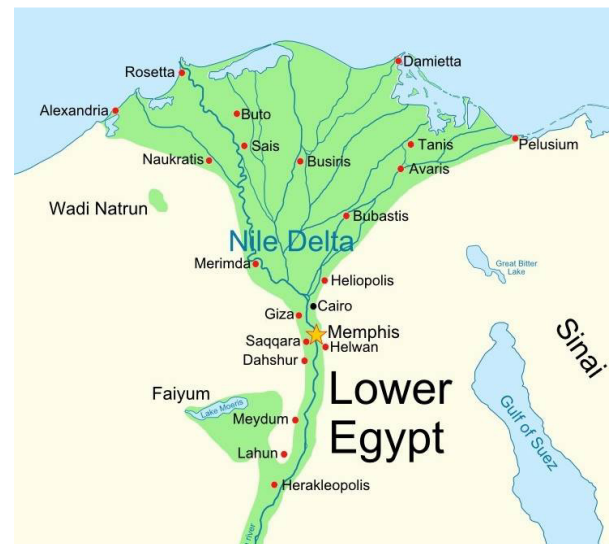 Damietta
Rosetta
Alexandria
Buto
Sais
Tanis
Pelusium
Naukratis
Busiris
Avaris
Wadi Natrun
Bubastis
Nile Delta
Merimda
Great Bitter
Lake
Heliopolis
Cairo
Giza
Memphis
Saqqara
Helwan
Dahshur
Sinai
Lower
Egypt
Faiyum
Lake Moeris
Meydum
Gulf of Suez
Lahun
Herakleopolis
river